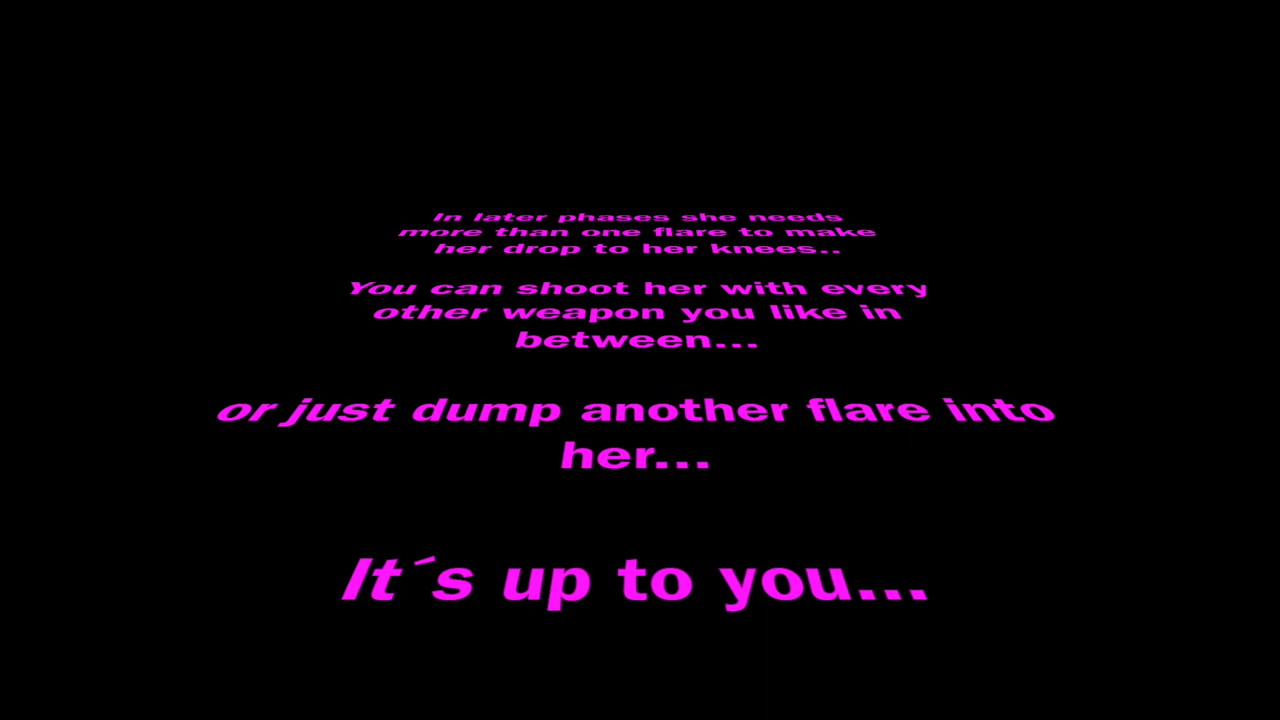 In later phases she needs
more than one flare to make
her drop to her knees..
You can shoot her with every
other weapon you like in
between...
or just dump another flare into
her...
It´s up to you...